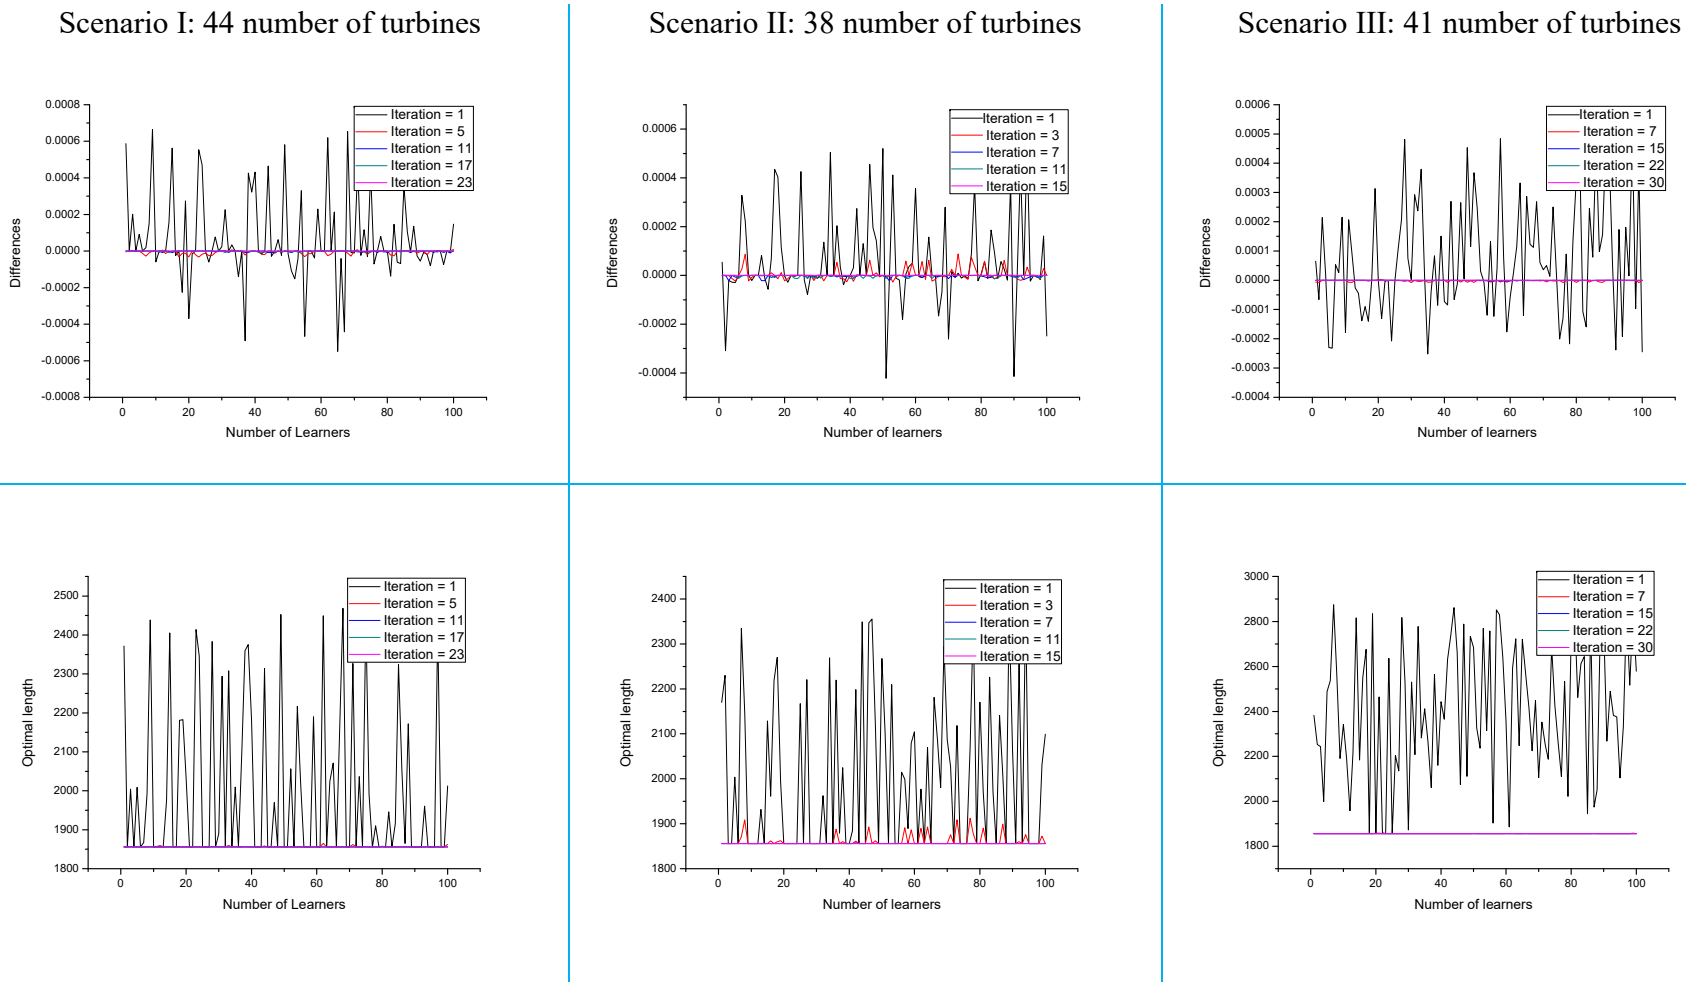 Scenario I: 44 number of turbines
Scenario II: 38 number of turbines
Scenario III: 41 number of turbines
0.0008
0.0006
0.0004
0.0002
0.0000
-0.0002
-0.0004
-0.0006
-0.0008
Differences
0
20
40
60
80
100
Number of Learners
Iteration = 1
Iteration = 5
Iteration = 11
Iteration = 17
Iteration = 23
0.0006
0.0004
0.0002
0.0000
-0.0002
-0.0004
Differences
0
20
40
60
80
100
Number of learners
Iteration = 1
Iteration = 3
Iteration = 7
Iteration = 11
Iteration = 15
0.0006
0.0005
0.0004
0.0003
0.0002
0.0001
0.0000
-0.0001
-0.0002
-0.0003
-0.0004
Differences
0
20
40
60
80
100
Number of learners
Iteration = 1
Iteration = 7
Iteration = 15
Iteration = 22
Iteration = 30
2500
2400
2300
2200
2100
2000
1900
1800
Optimal length
0
20
40
60
80
100
Number of Learners
Iteration = 1
Iteration = 5
Iteration = 11
Iteration = 17
Iteration = 23
2400
2300
2200
2100
2000
1900
1800
Optimal length
0
20
40
60
80
100
Number of learners
Iteration = 1
Iteration = 3
Iteration = 7
Iteration = 11
Iteration = 15
3000
2800
2600
2400
2200
2000
1800
Optimal length
0
20
40
60
80
100
Number of learners
Iteration = 1
Iteration = 7
Iteration = 15
Iteration = 22
Iteration = 30